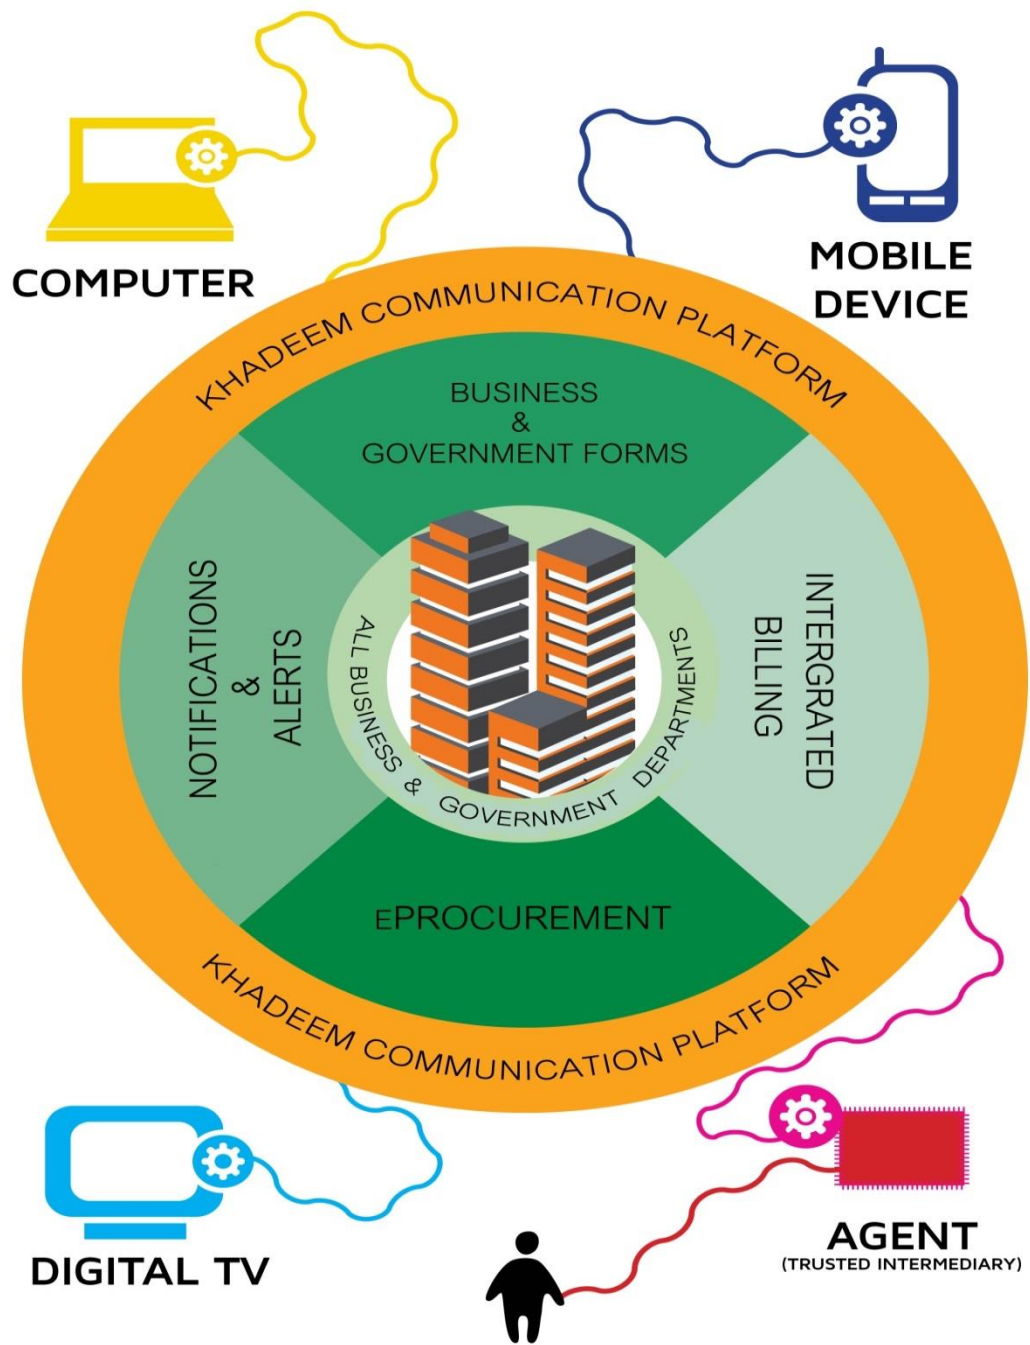 COMPUTER
MOBILE
DEVICE
KHADEEM COMMUNICATION PLATFORM
BUSINESS
&
GOVERNMENT FORMS
NOTIFICATIONS
&
ALERTS
ALL BUSINESS & GOVERNMENT DEPARTMENTS
INTERGRATED
BILLING
EPROCUREMENT
KHADEEM COMMUNICATION PLATFORM
DIGITAL TV
AGENT
(TRUSTED INTERMEDIARY)